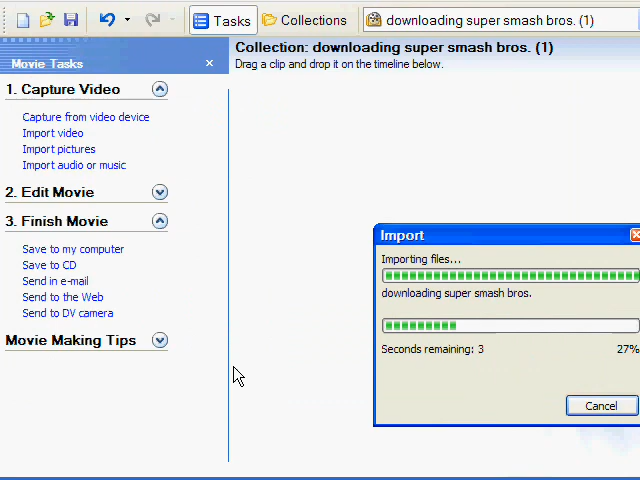 Tasks
Collections
downloading super smash bros. (1)
Movie Tasks
Collection: downloading super smash bros. (1)
Drag a clip and drop it on the timeline below.
1. Capture Video
Capture from video device
Import video
Import pictures
Import audio or music
2. Edit Movie
3. Finish Movie
Save to my computer
Save to CD
Send in e-mail
Send to the Web
Send to DV camera
Movie Making Tips
Import
Importing files...
downloading super smash bros.
Seconds remaining: 3
27%
Cancel